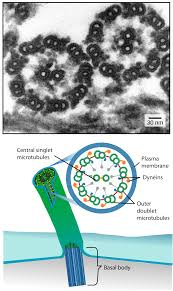 30 nm
Central singlet
microtubules
Plasma
membrane
Dyneins
Outer
doublet
microtubules
Basal body